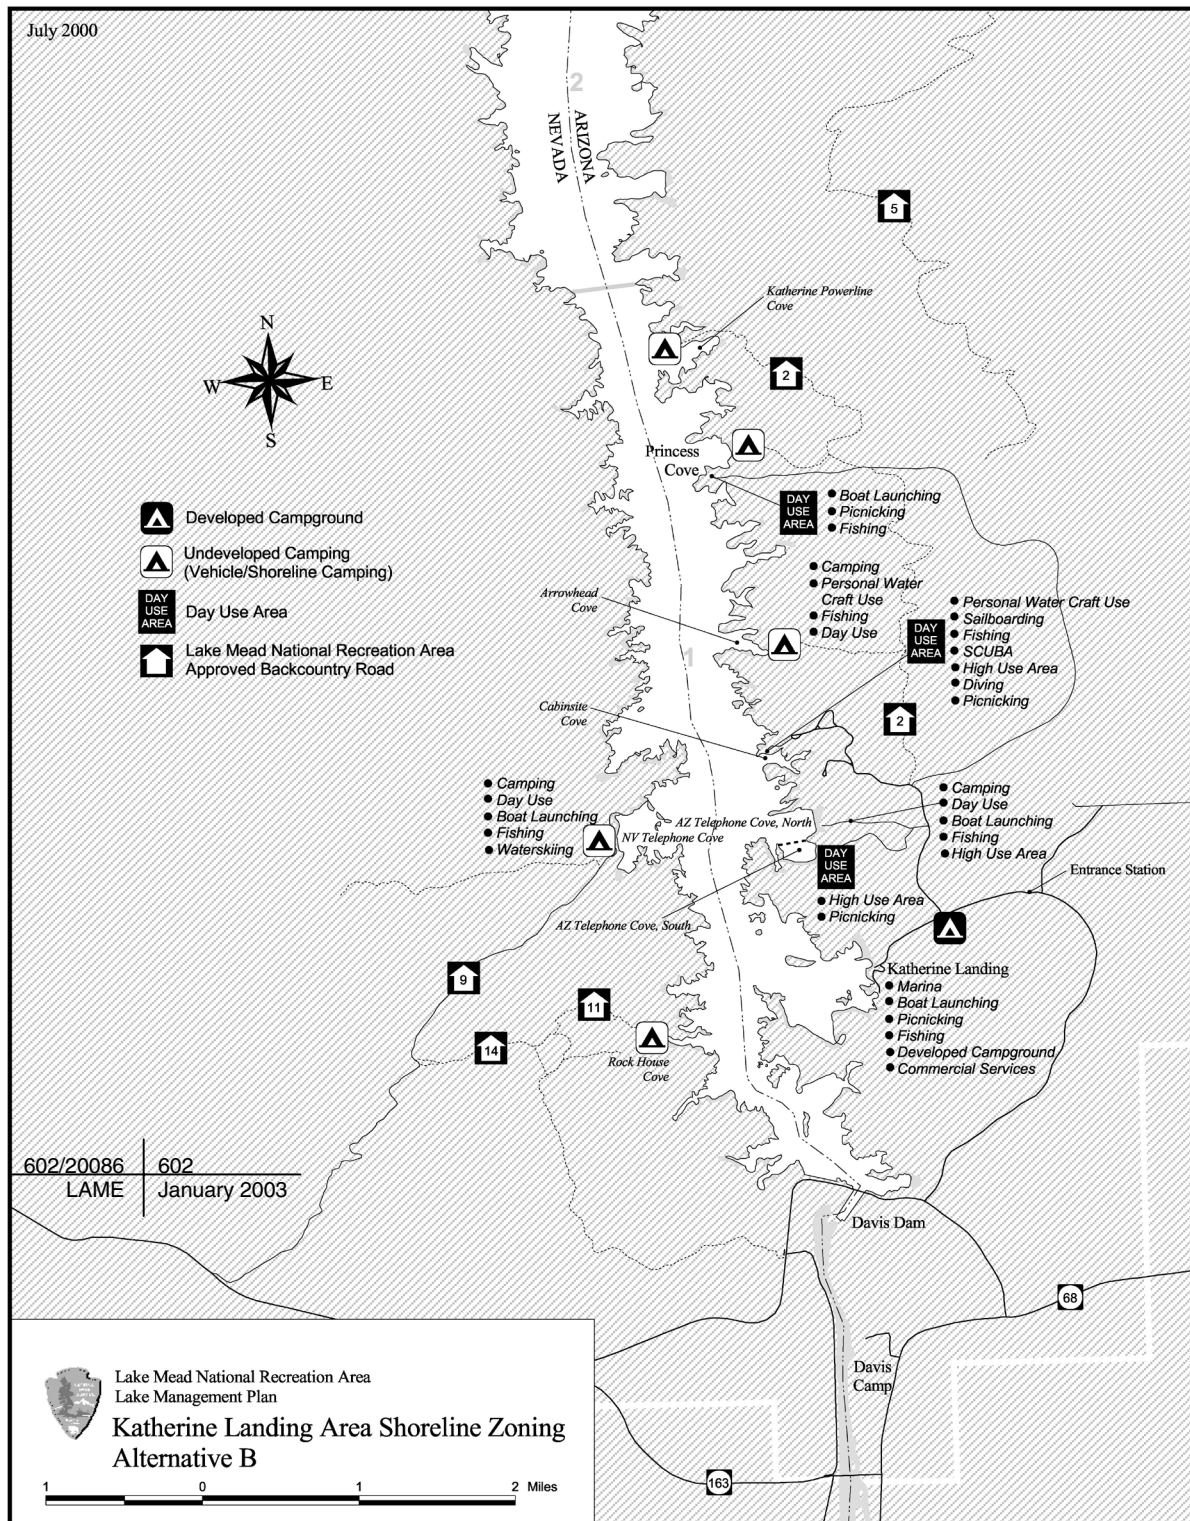 July 2000
2
ARIZONA
NEVADA
5
Katherine Powerline
Cove
N
W
E
S
2
Princess
Cove
DAY
USE
AREA
Boat Launching
Picnicking
Fishing
Developed Campground
Undeveloped Camping
(Vehicle/Shoreline Camping)
DAY
USE
AREA
Day Use Area
Lake Mead National Recreation Area
Approved Backcountry Road
Arrowhead
Cove
Camping
Personal Water
Craft Use
Fishing
Day Use
DAY
USE
AREA
Personal Water Craft Use
Sailboarding
Fishing
SCUBA
High Use Area
Diving
Picnicking
1
2
Cabinsite
Cove
Camping
Day Use
Boat Launching
Fishing
Waterskiing
AZ Telephone Cove, North
NV Telephone Cove
Camping
Day Use
Boat Launching
Fishing
High Use Area
DAY
USE
AREA
High Use Area
Picnicking
Entrance Station
AZ Telephone Cove, South
Katherine Landing
Marina
Boat Launching
Picnicking
Fishing
Developed Campground
Commercial Services
9
11
14
Rock House
Cove
602/20086
LAME
602
January 2003
Davis Dam
68
Davis
Camp
163
Lake Mead National Recreation Area
Lake Management Plan
Katherine Landing Area Shoreline Zoning
Alternative B
1 0 1 2 Miles